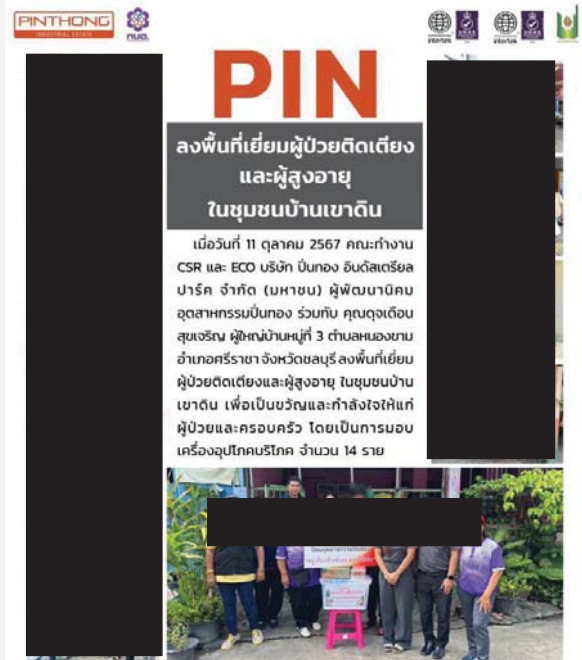 PINTHONG
INDUSTRIAL ESTATE
กนอ.
intertek
UKAS
intertek
UKAS
PIN
ลงพื้นที่เยี่ยมผู้ป่วยติดเตียง
และผู้สูงอายุ
ในชุมชนบ้านเขาดิน
เมื่อวันที่ 11 ตุลาคม 2567 คณะทำงาน
CSR และ ECO บริษัท ปิ่นทอง อินดัสเตรียล
ปาร์ค จำกัด (มหาชน) ผู้พัฒนานิคม
อุตสาหกรรมปิ่นทอง ร่วมกับ คุณดุจเดือน
สุขเจริญ ผู้ใหญ่บ้านหมู่ที่ 3 ตำบลหนองขาม
อำเภอศรีราชา จังหวัดชลบุรี ลงพื้นที่เยี่ยม
ผู้ป่วยติดเตียงและผู้สูงอายุ ในชุมชนบ้าน
เขาดิน เพื่อเป็นขวัญและกำลังใจให้แก่
ผู้ป่วยและครอบครัว โดยเป็นการมอบ
เครื่องอุปโภคบริโภค จำนวน 14 ราย